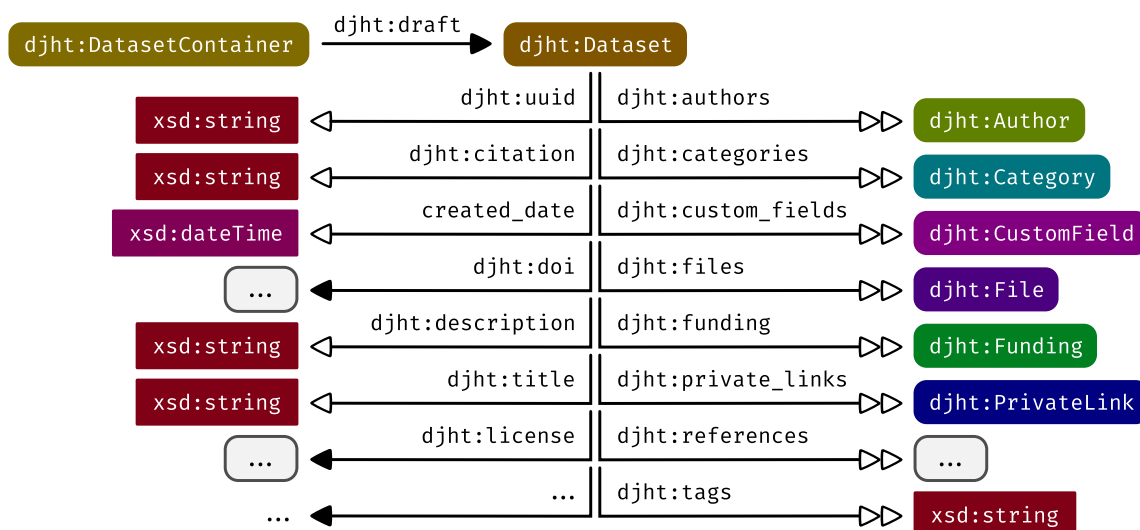 djht:DatasetContainer djht:draft djht:Dataset
djht:uuid djht:authors
xsd:string djht:Author
djht:citation djht:categories
xsd:string djht:Category
created_date djht:custom_fields
xsd:dateTime djht:CustomField
djht:doi djht:files
... djht:File
djht:description djht:funding
xsd:string djht:Funding
djht:title djht:private_links
xsd:string djht:PrivateLink
djht:license djht:references
... ...
... djht:tags
... xsd:string